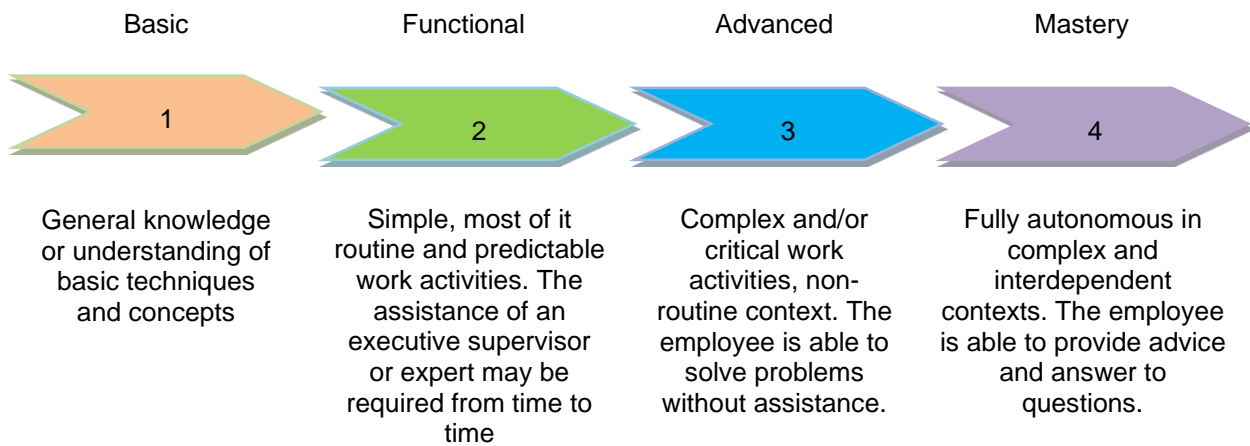 Basic
Functional
Advanced
Mastery
1
2
3
4
General knowledge
or understanding of
basic techniques
and concepts
Simple, most of it
routine and predictable
work activities. The
assistance of an
executive supervisor
or expert may be
required from time to
time
Complex and/or
critical work
activities, non-
routine context. The
employee is able to
solve problems
without assistance.
Fully autonomous in
complex and
interdependent
contexts. The employee
is able to provide advice
and answer to
questions.